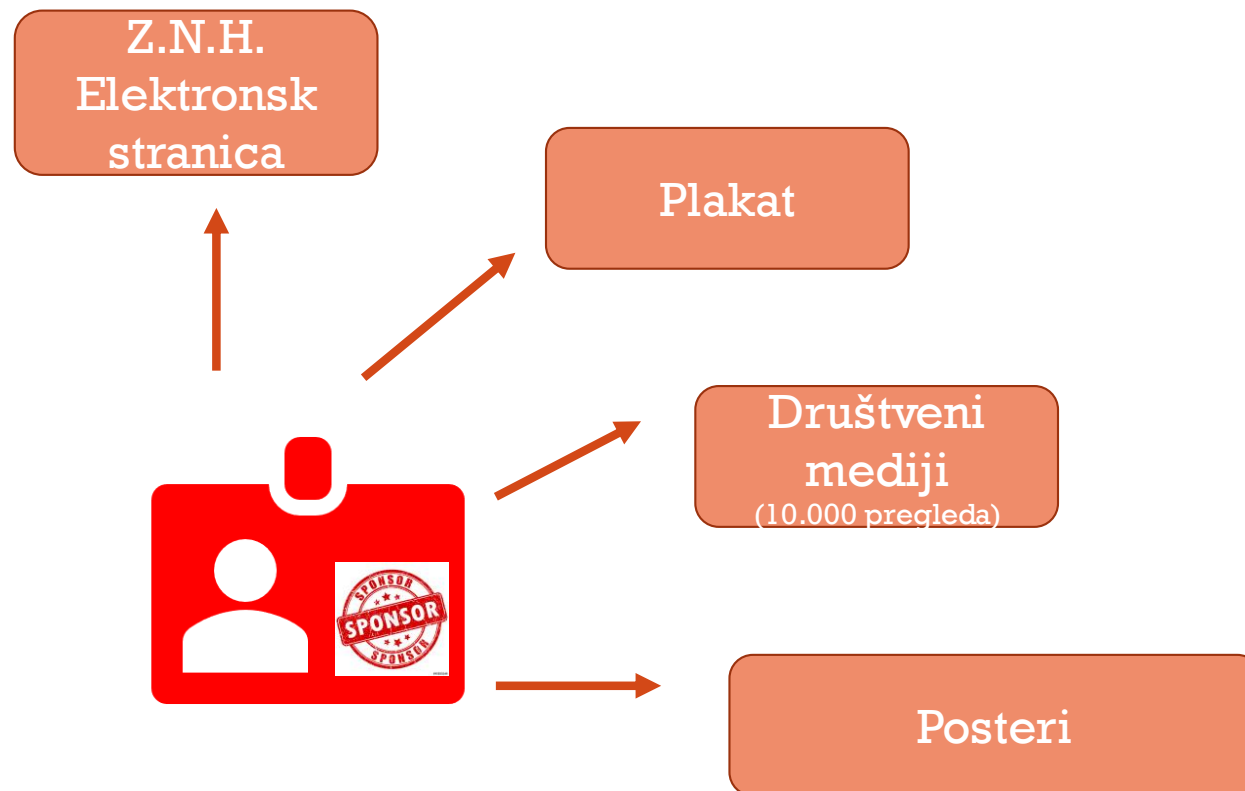 Z.N.H.
Elektronsk
stranica
Plakat
Društveni
mediji
(10.000 pregleda)
SPONSOR
SPONSOR
SPONSOR
Posteri